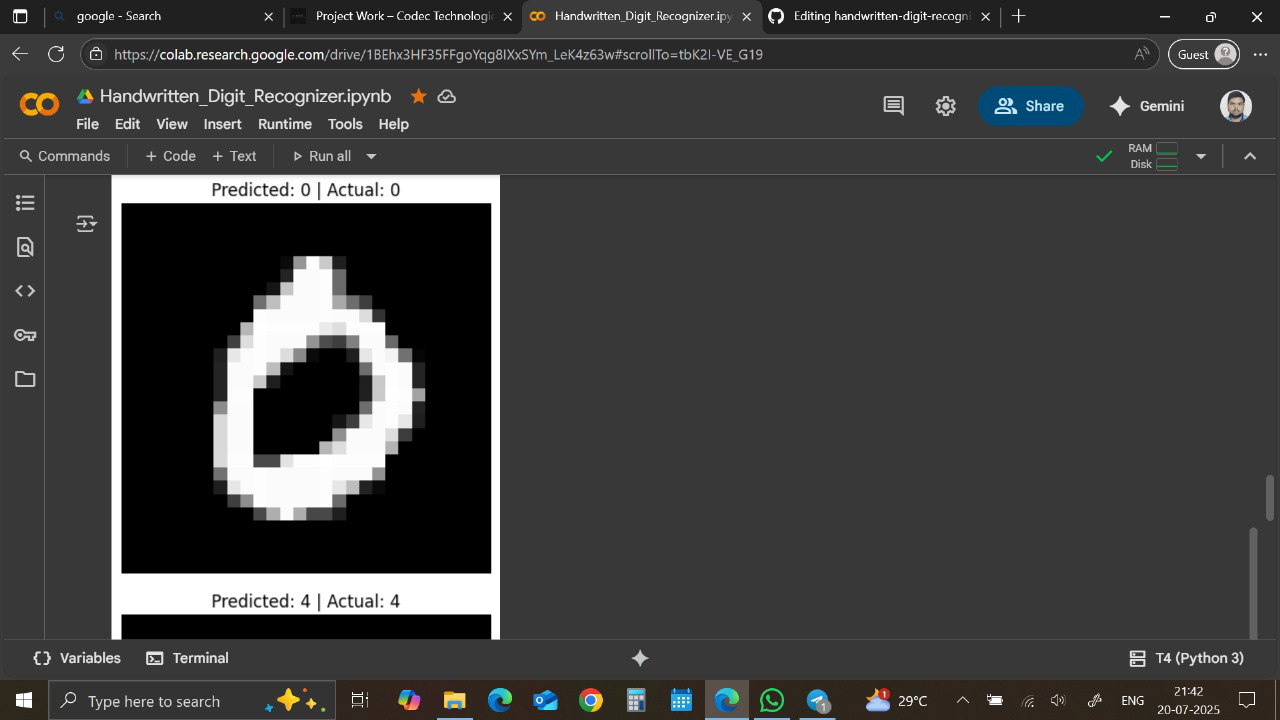 google - Search
Project Work – Codec Technologi
Handwritten_Digit_Recognizer.ipy
Editing handwritten-digit-recogni
https://colab.research.google.com/drive/1BEhx3HF35FFgoYqg8IXxSYm_LeK4z63w#scrollTo=tbK2I-VE_G19
Guest
Handwritten_Digit_Recognizer.ipynb
Share
Gemini
File Edit View Insert Runtime Tools Help
Commands + Code + Text Run all
RAM
Disk
Predicted: 0 | Actual: 0
Predicted: 4 | Actual: 4
Variables
Terminal
T4 (Python 3)
Type here to search
1
1
29°C
ENG
21:42
20-07-2025